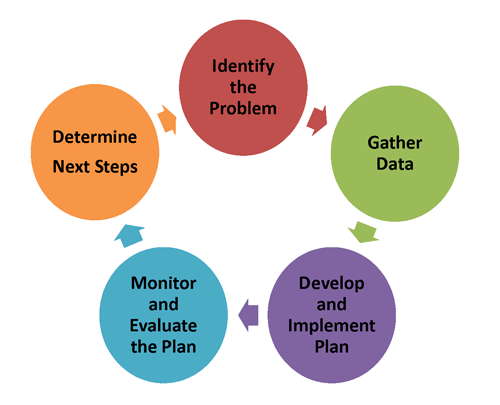 Identify
the
Problem
Gather
Data
Develop
and
Implement
Plan
Monitor
and
Evaluate
the Plan
Determine
Next Steps